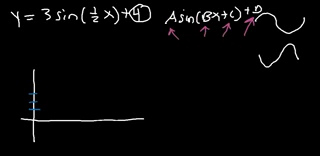 y = 3 sin(½x) + 4 A sin(Bx + C) + D